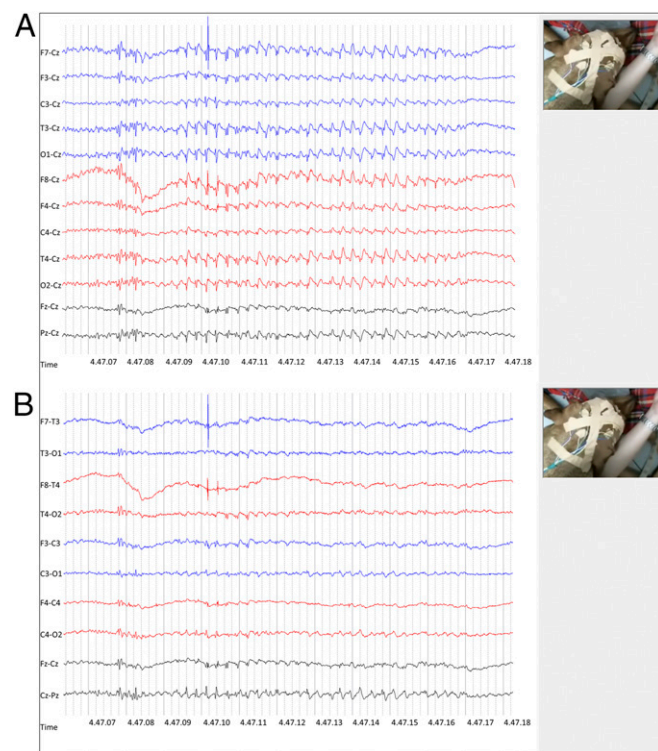 A
F7-Cz
F3-Cz
C3-Cz
T3-Cz
O1-Cz
F8-Cz
F4-Cz
C4-Cz
T4-Cz
O2-Cz
Fz-Cz
Pz-Cz
Time 4.47.07 4.47.08 4.47.09 4.47.10 4.47.11 4.47.12 4.47.13 4.47.14 4.47.15 4.47.16 4.47.17 4.47.18
B
F7-T3
T3-O1
F8-T4
T4-O2
F3-C3
C3-O1
F4-C4
C4-O2
Fz-Cz
Cz-Pz
Time 4.47.07 4.47.08 4.47.09 4.47.10 4.47.11 4.47.12 4.47.13 4.47.14 4.47.15 4.47.16 4.47.17 4.47.18